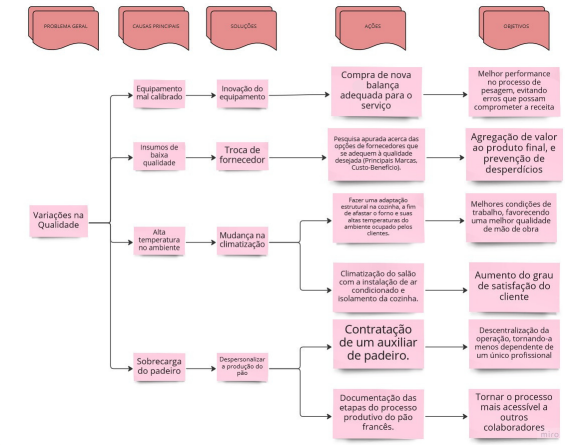 PROBLEMA GERAL
CAUSAS PRINCIPAIS
SOLUÇÕES
AÇÕES
OBJETIVOS
Variações na
Qualidade
Equipamento
mal calibrado
Inovação do
equipamento
Compra de nova
balança
adequada para o
serviço
Melhor performance
no processo de
pesagem, evitando
erros que possam
comprometer a receita
Insumos de
baixa
qualidade
Troca de
fornecedor
Pesquisa apurada acerca das
opções de fornecedores que
se adequem à qualidade
desejada (Principais Marcas,
Custo-Benefício).
Agregação de valor
ao produto final, e
prevenção de
desperdícios
Alta
temperatura
no ambiente
Mudança na
climatização
Fazer uma adaptação
estrutural na cozinha, a fim
de afastar o forno e suas
altas temperaturas do
ambiente ocupado pelos
clientes.
Melhores condições de
trabalho, favorecendo
uma melhor qualidade
de mão de obra
Climatização do salão
com a instalação de ar
condicionado e
isolamento da cozinha.
Aumento do grau
de satisfação do
cliente
Sobrecarga
do padeiro
Despersonalizar
a produção do
pão
Contratação
de um auxiliar
de padeiro.
Descentralização da
operação, tornando-a
menos dependente de
um único profissional
Documentação das
etapas do processo
produtivo do pão
francês.
Tornar o processo
mais acessível a
outros
colaboradores
miro